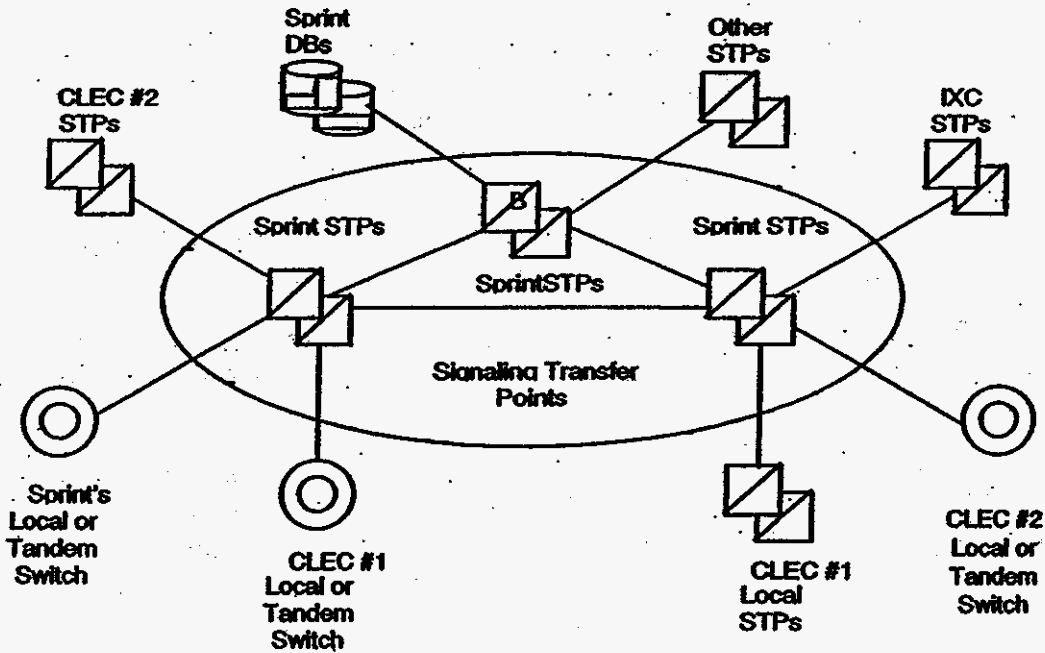 Sprint
DBs
Other
STPs
CLEC #2
STPs
IXC
STPs
B
Sprint STPs
Sprint STPs
SprintSTPs
Signaling Transfer
Points
Sprint's
Local or
Tandem
Switch
CLEC #1
Local or
Tandem
Switch
CLEC #1
Local
STPs
CLEC #2
Local or
Tandem
Switch